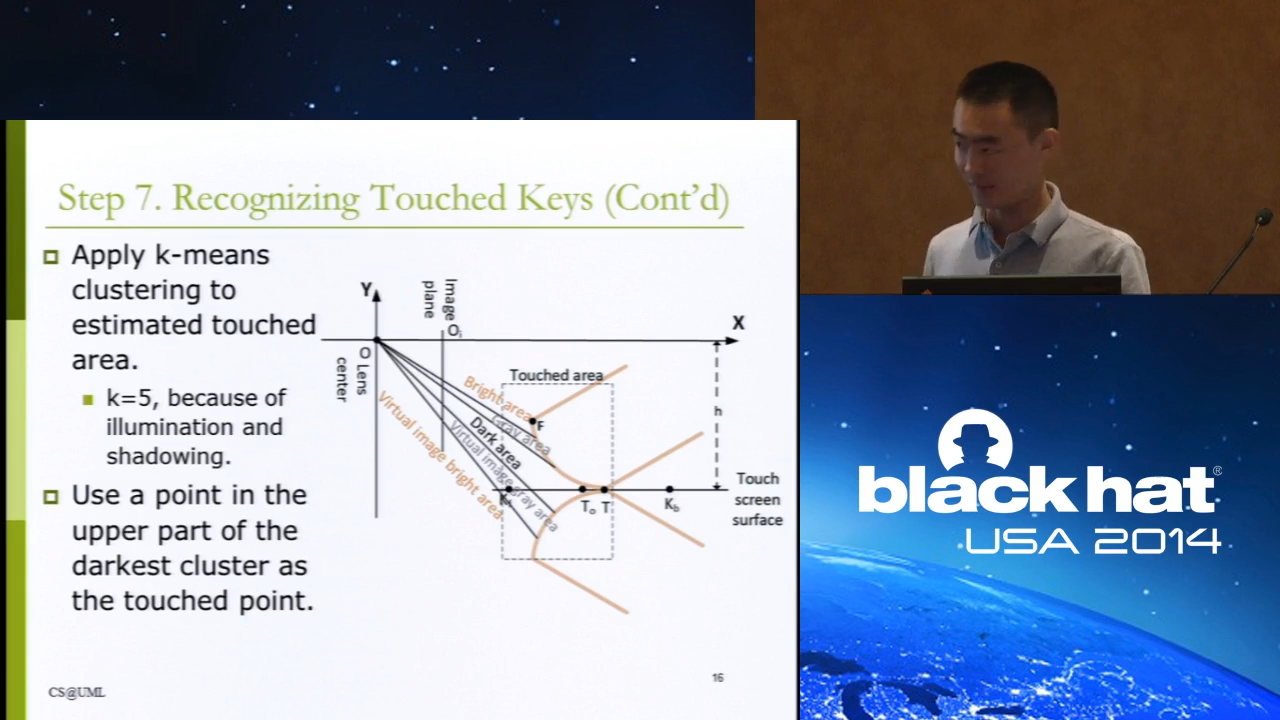 Step 7. Recognizing Touched Keys (Cont'd)
Apply k-means
clustering to
estimated touched
area.
k=5, because of
illumination and
shadowing.
Use a point in the
upper part of the
darkest cluster as
the touched point.
Y
Image
plane
Oi
X
O Lens
center
Touched area
Bright area
F
Gray area
Dark area
Virtual image gray area
Virtual image bright area
h
To T
Kb
Touch
screen
surface
CS@UML
16
black hat®
USA 2014